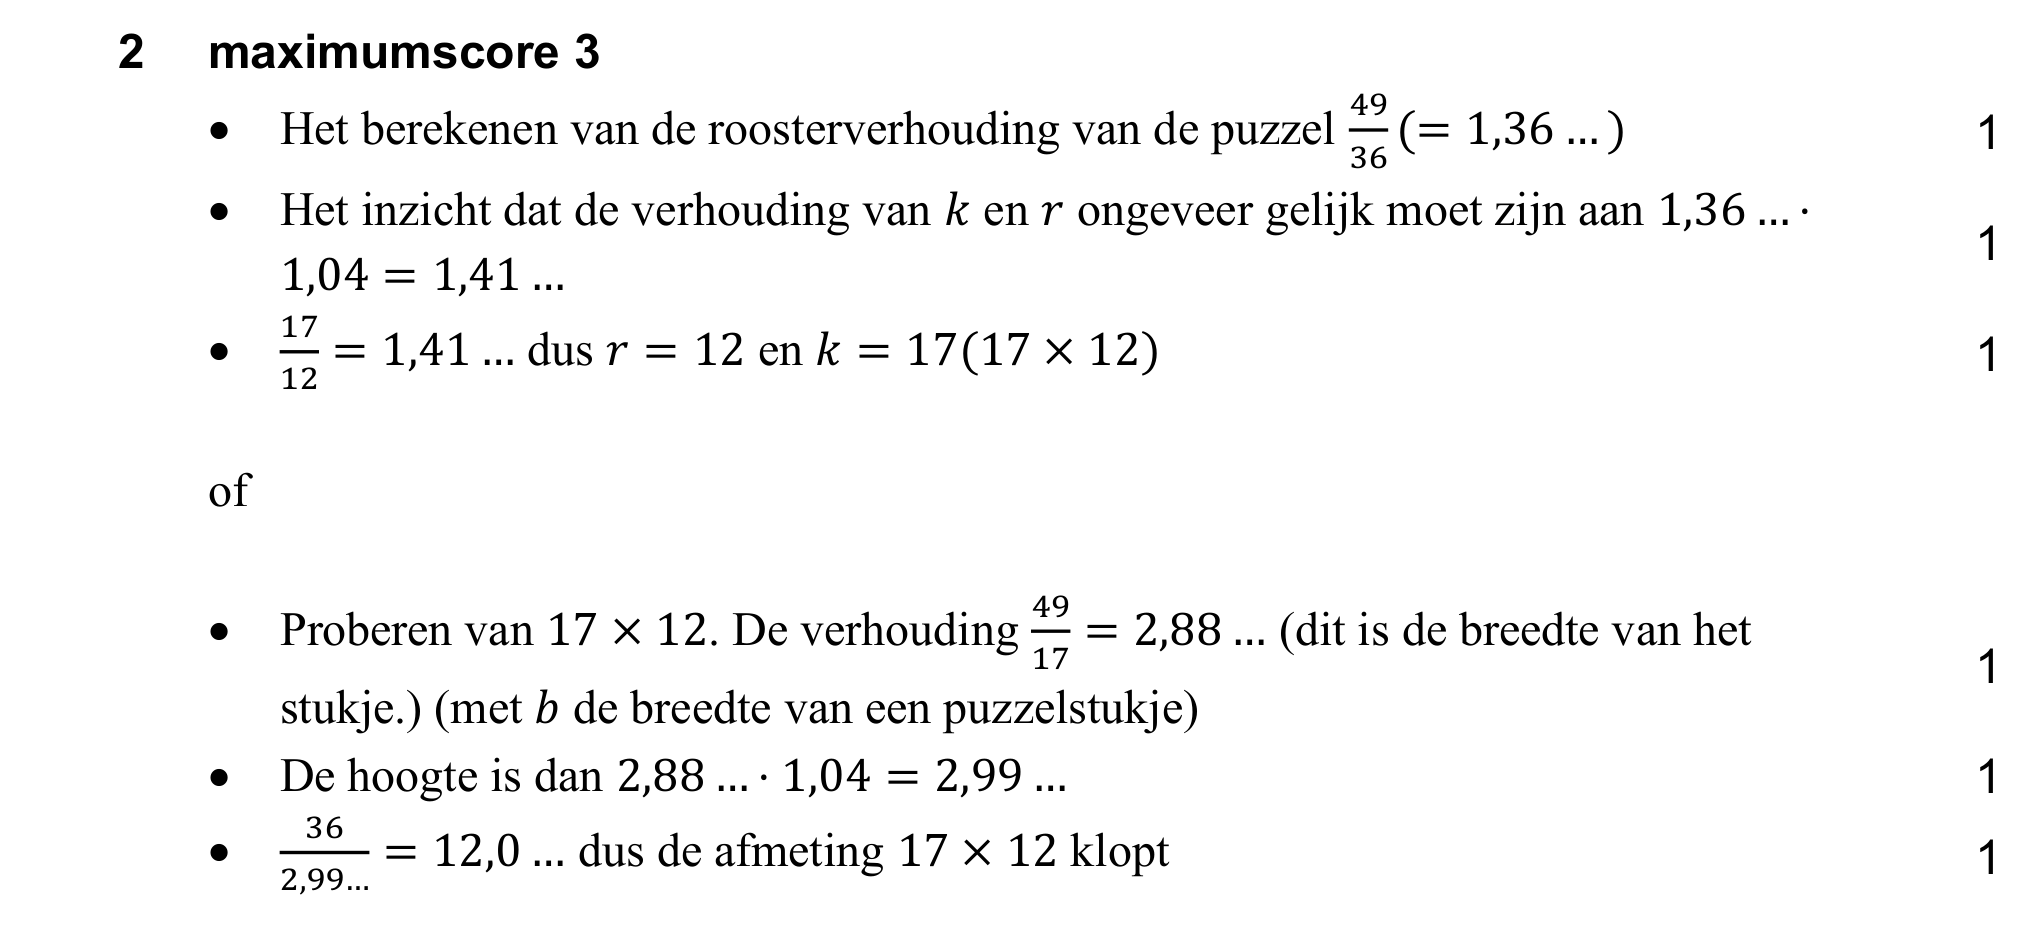 2 maximumscore 3
• Het berekenen van de roosterverhouding van de puzzel 49/36 (= 1,36 … ) 1
• Het inzicht dat de verhouding van k en r ongeveer gelijk moet zijn aan 1,36 … ·
1,04 = 1,41 … 1
• 17/12 = 1,41 … dus r = 12 en k = 17(17 × 12) 1
of
• Proberen van 17 × 12. De verhouding 49/17 = 2,88 … (dit is de breedte van het
stukje.) (met b de breedte van een puzzelstukje) 1
• De hoogte is dan 2,88 … · 1,04 = 2,99 … 1
• 36/2,99… = 12,0 … dus de afmeting 17 × 12 klopt 1